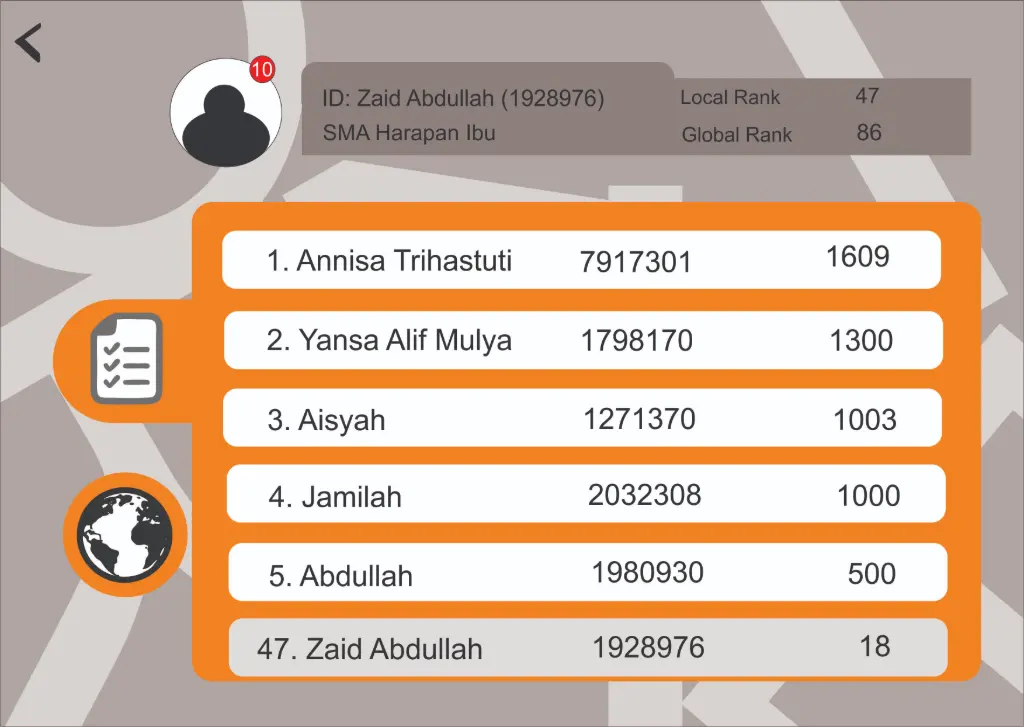 10
ID: Zaid Abdullah (1928976)
SMA Harapan Ibu
Local Rank 47
Global Rank 86
1. Annisa Trihastuti 7917301 1609
2. Yansa Alif Mulya 1798170 1300
3. Aisyah 1271370 1003
4. Jamilah 2032308 1000
5. Abdullah 1980930 500
47. Zaid Abdullah 1928976 18